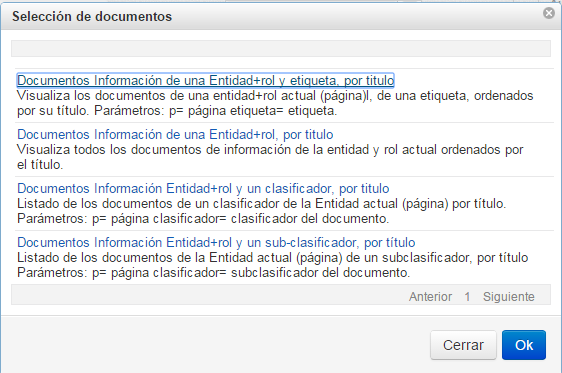 Selección de documentos
Documentos Información de una Entidad+rol y etiqueta, por titulo
Visualiza los documentos de una entidad+rol actual (página)l, de una etiqueta, ordenados
por su título. Parámetros: p= página etiqueta= etiqueta.
Documentos Información de una Entidad+rol, por titulo
Visualiza todos los documentos de información de la entidad y rol actual ordenados por
el título.
Documentos Información Entidad+rol y un clasificador, por titulo
Listado de los documentos de un clasificador de la Entidad actual (página) por título.
Parámetros: p= página clasificador= clasificador del documento.
Documentos Información Entidad+rol y un sub-clasificador, por título
Listado de los documentos de la Entidad actual (página) de un subclasificador, por título
Parámetros: p= página clasificador= subclasificador del documento.
Anterior 1 Siguiente
Cerrar Ok